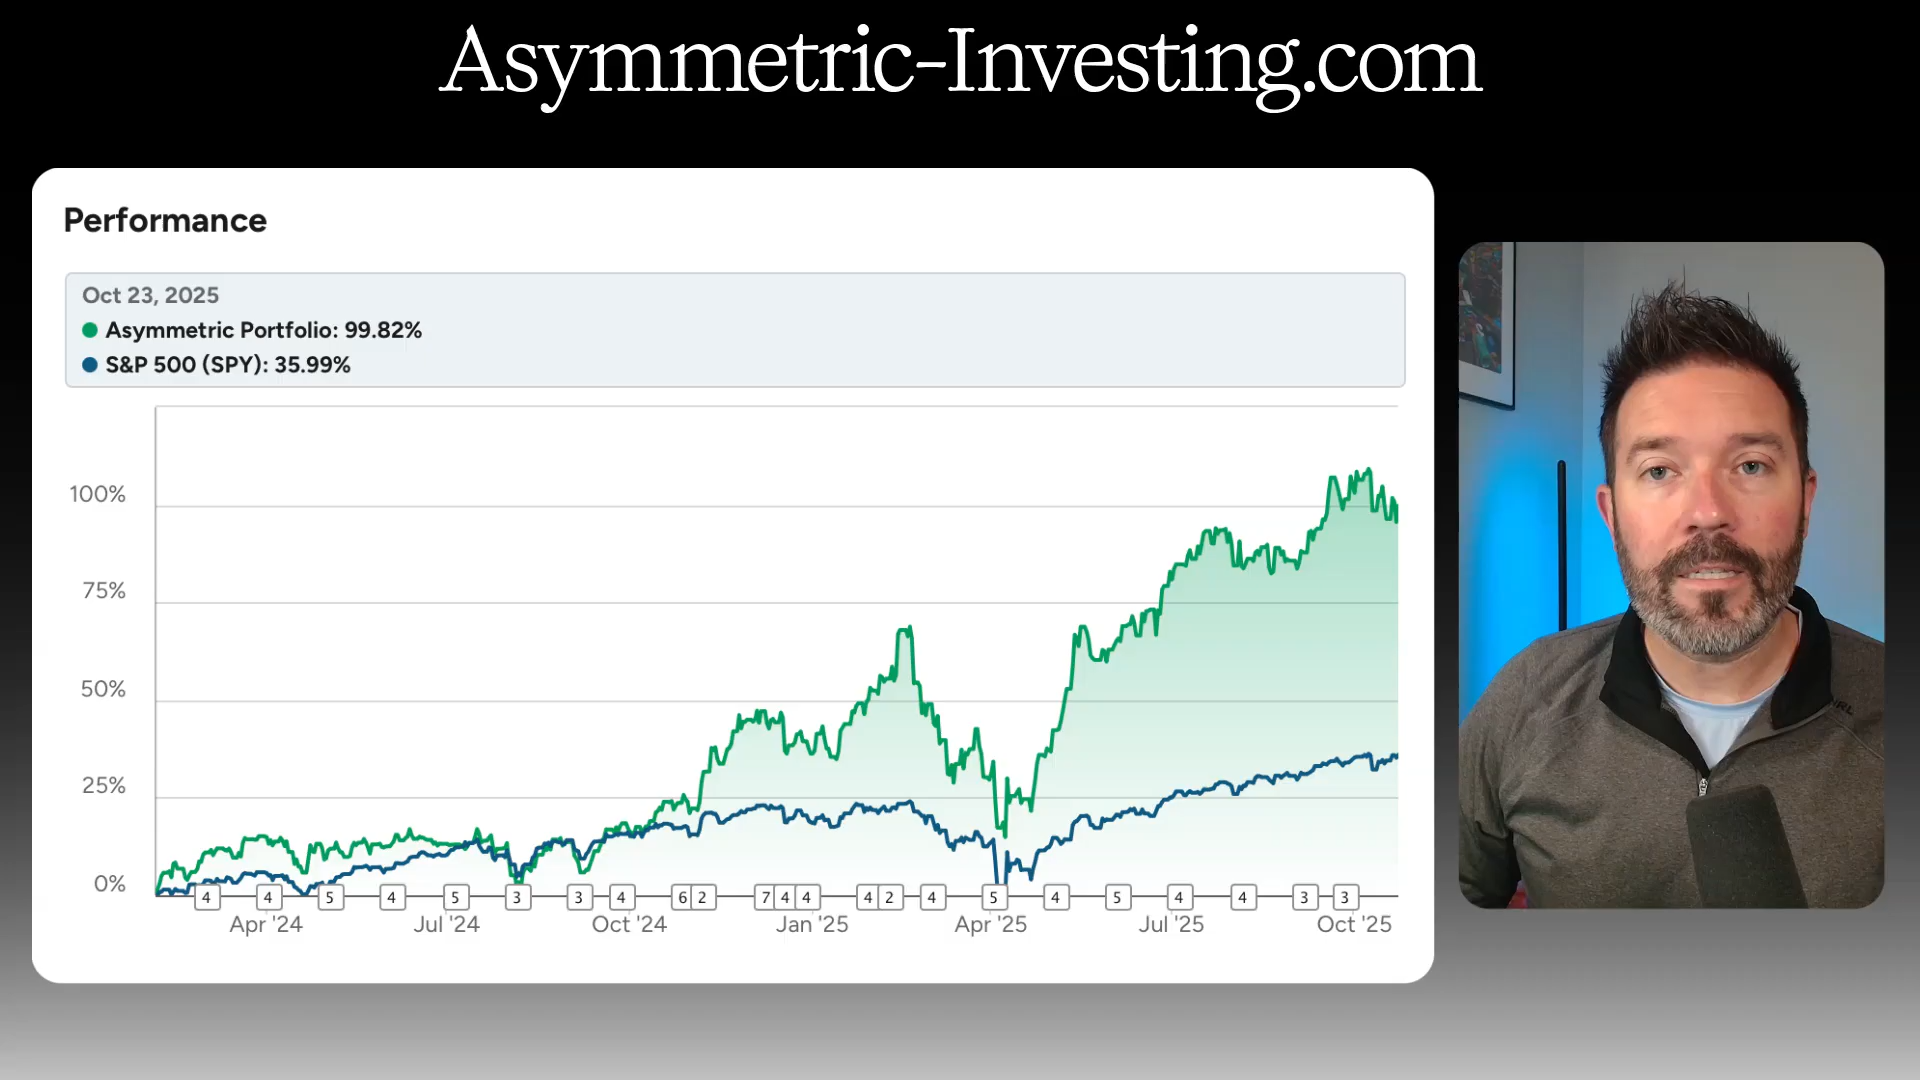 Asymmetric-Investing.com
Performance
Oct 23, 2025
Asymmetric Portfolio: 99.82%
S&P 500 (SPY): 35.99%
100%
75%
50%
25%
0%
4 4 5 4 5 3 3 4 6 2 7 4 4 4 2 4 5 4 5 4 4 3 3
Apr '24 Jul '24 Oct '24 Jan '25 Apr '25 Jul '25 Oct '25